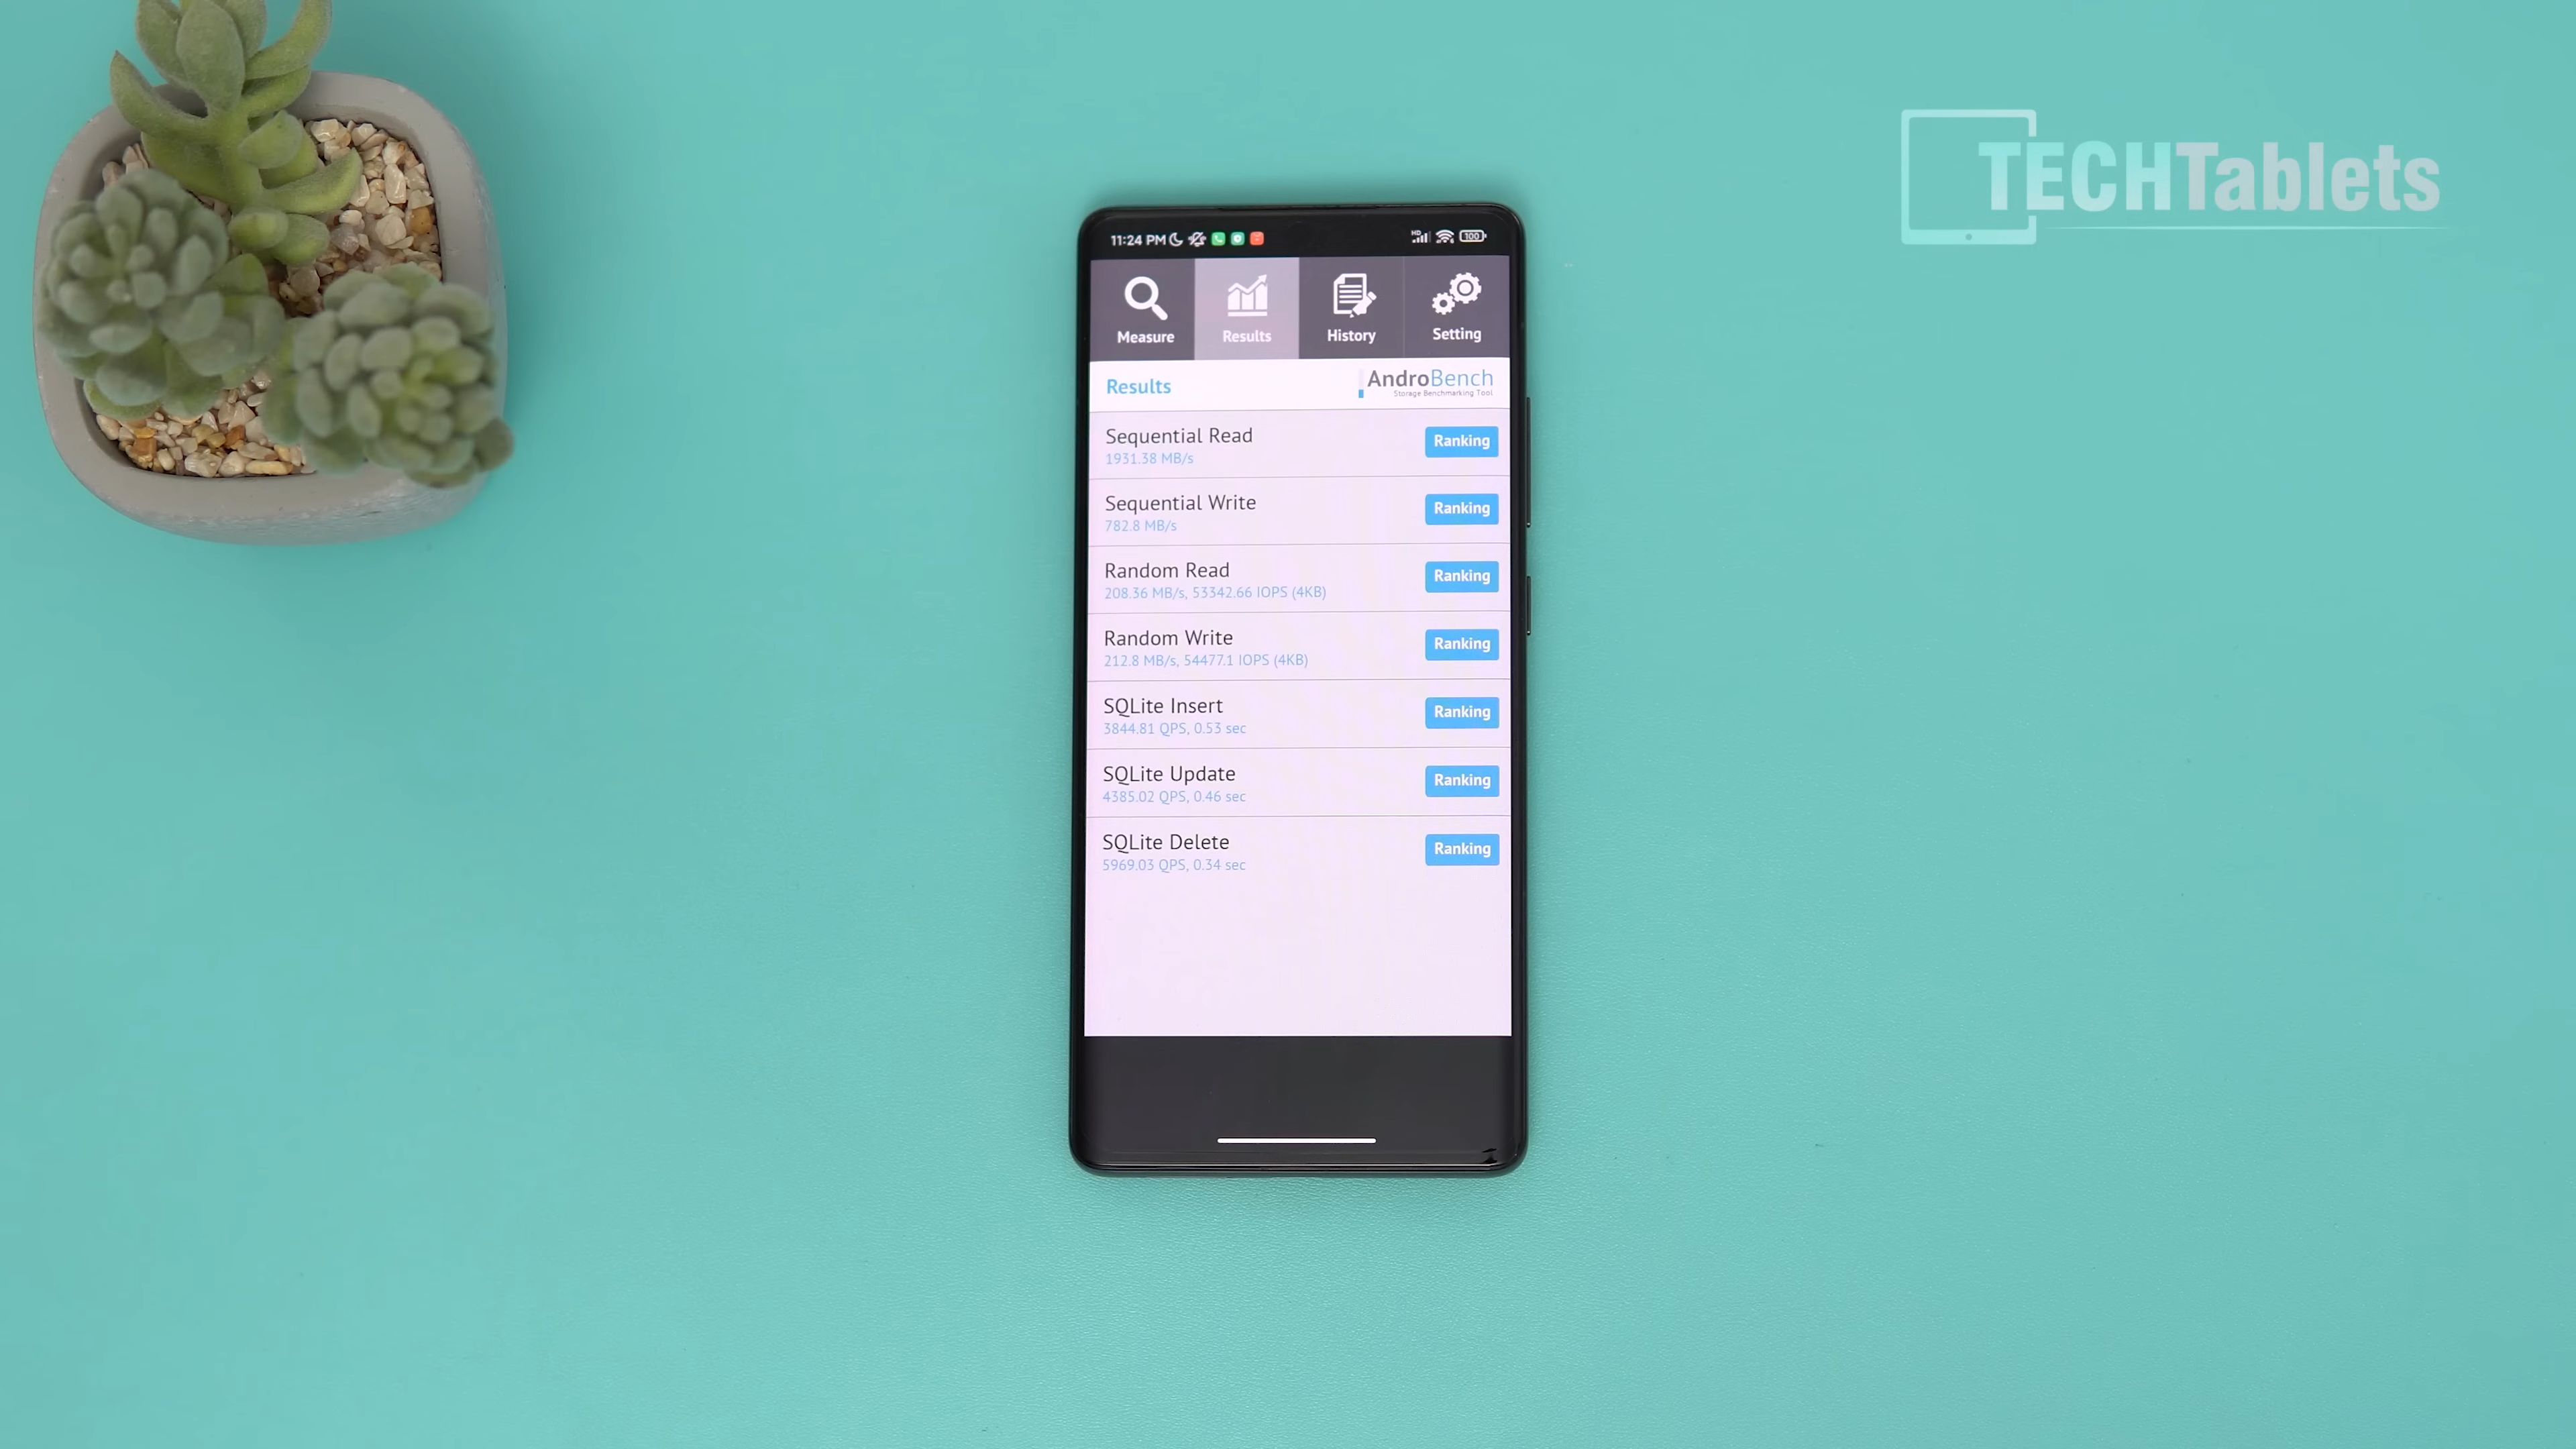 TECHTablets
11:24 PM HD 100
Measure Results History Setting
Results AndroBench
Storage Benchmarking Tool
Sequential Read Ranking
1931.38 MB/s
Sequential Write Ranking
782.8 MB/s
Random Read Ranking
208.36 MB/s, 53342.66 IOPS (4KB)
Random Write Ranking
212.8 MB/s, 54477.1 IOPS (4KB)
SQLite Insert Ranking
3844.81 QPS, 0.53 sec
SQLite Update Ranking
4385.02 QPS, 0.46 sec
SQLite Delete Ranking
5969.03 QPS, 0.34 sec